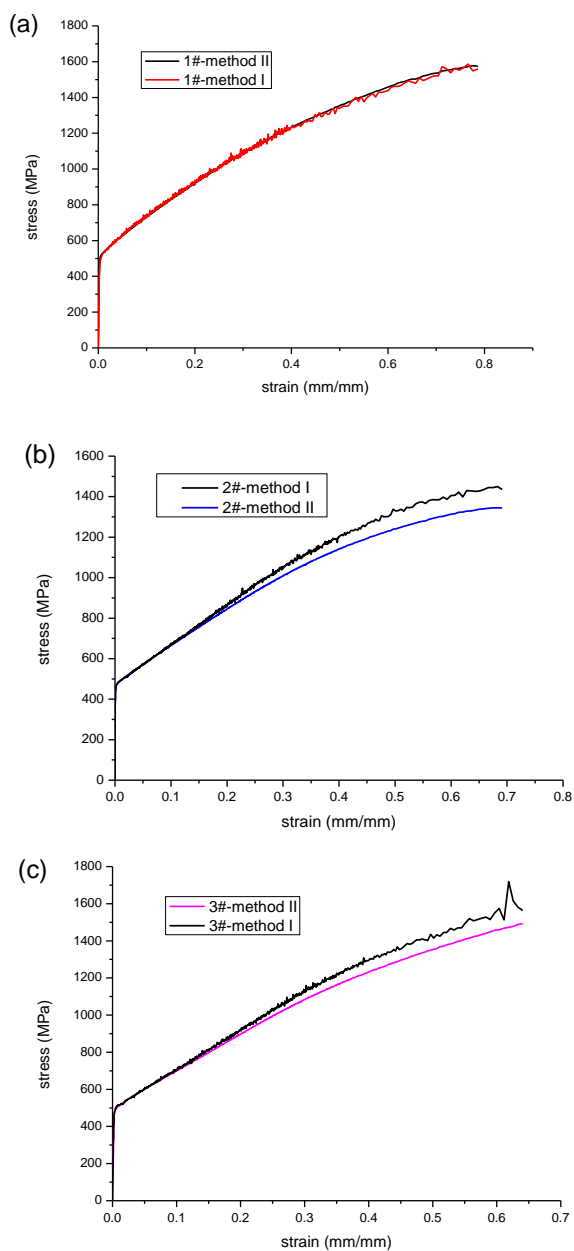 (a)
1#-method II
1#-method I
1800
1600
1400
1200
1000
800
600
400
200
0
stress (MPa)
0.0 0.2 0.4 0.6 0.8
strain (mm/mm)
(b)
2#-method I
2#-method II
1600
1400
1200
1000
800
600
400
200
0
stress (MPa)
0.0 0.1 0.2 0.3 0.4 0.5 0.6 0.7 0.8
strain (mm/mm)
(c)
3#-method II
3#-method I
1800
1600
1400
1200
1000
800
600
400
200
0
stress (MPa)
0.0 0.1 0.2 0.3 0.4 0.5 0.6 0.7
strain (mm/mm)